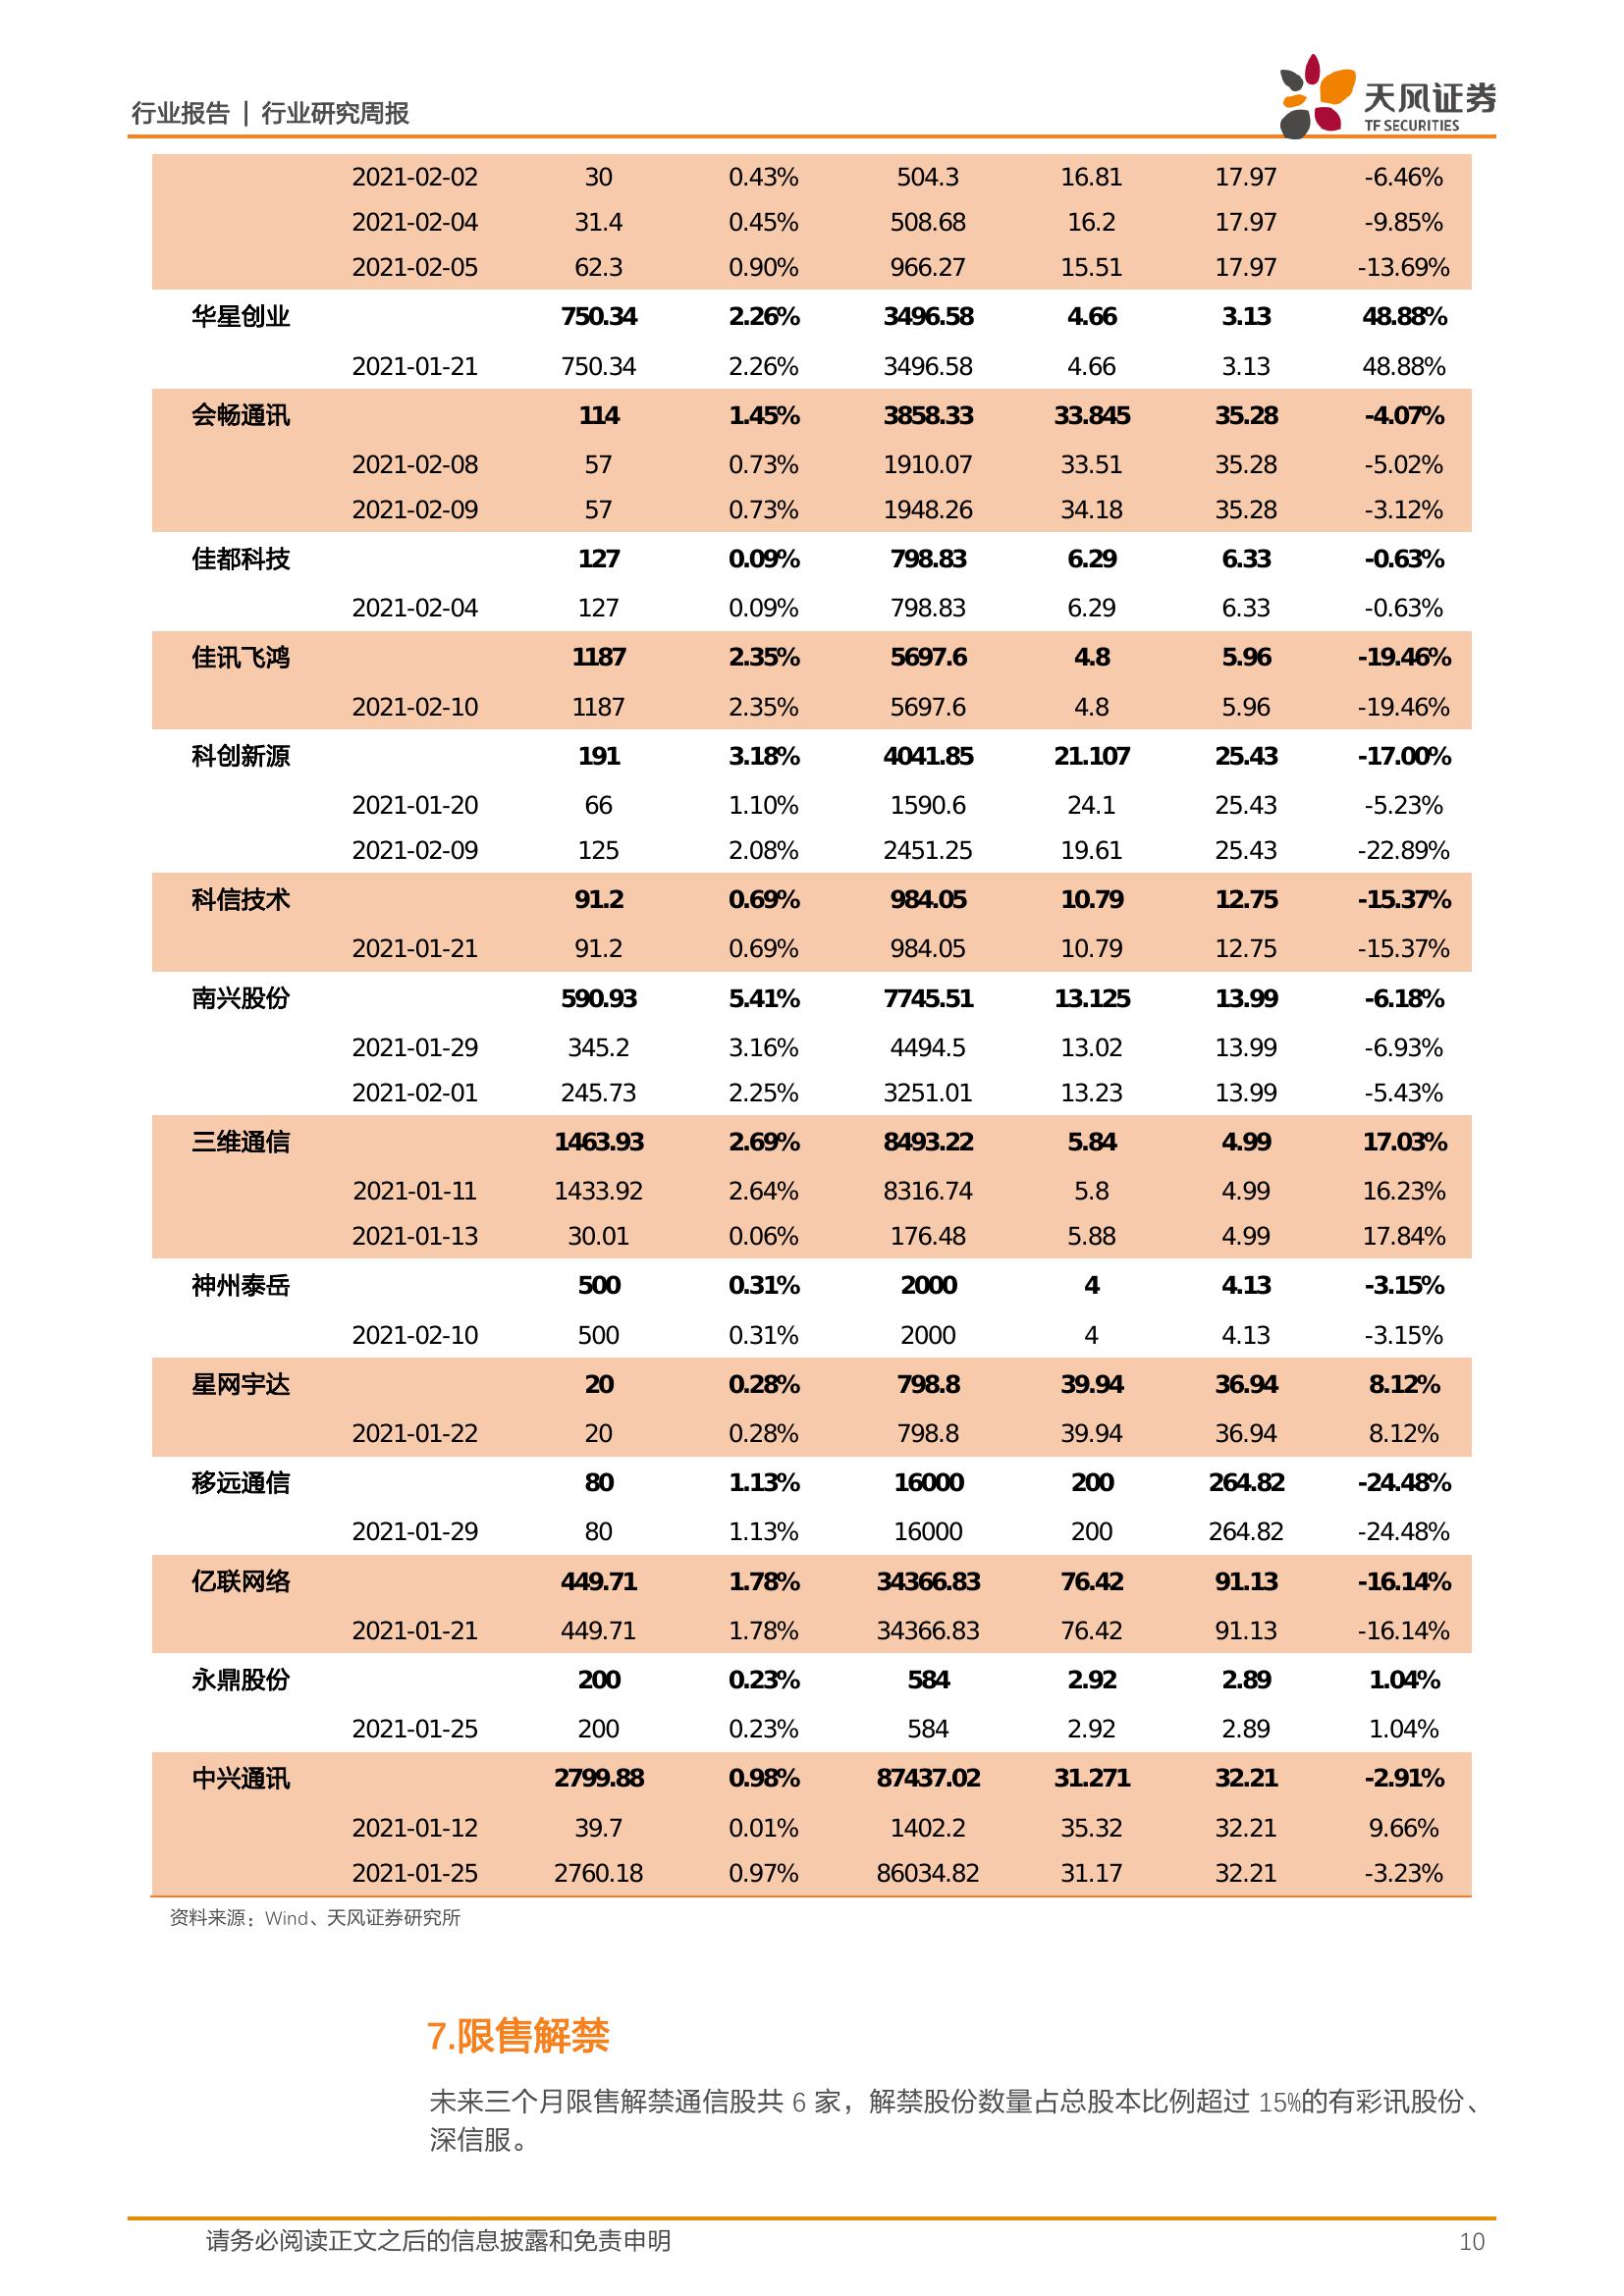 行业报告 | 行业研究周报
天风证券
TF SECURITIES
2021-02-02 30 0.43% 504.3 16.81 17.97 -6.46%
2021-02-04 31.4 0.45% 508.68 16.2 17.97 -9.85%
2021-02-05 62.3 0.90% 966.27 15.51 17.97 -13.69%
华星创业 750.34 2.26% 3496.58 4.66 3.13 48.88%
2021-01-21 750.34 2.26% 3496.58 4.66 3.13 48.88%
会畅通讯 114 1.45% 3858.33 33.845 35.28 -4.07%
2021-02-08 57 0.73% 1910.07 33.51 35.28 -5.02%
2021-02-09 57 0.73% 1948.26 34.18 35.28 -3.12%
佳都科技 127 0.09% 798.83 6.29 6.33 -0.63%
2021-02-04 127 0.09% 798.83 6.29 6.33 -0.63%
佳讯飞鸿 1187 2.35% 5697.6 4.8 5.96 -19.46%
2021-02-10 1187 2.35% 5697.6 4.8 5.96 -19.46%
科创新源 191 3.18% 4041.85 21.107 25.43 -17.00%
2021-01-20 66 1.10% 1590.6 24.1 25.43 -5.23%
2021-02-09 125 2.08% 2451.25 19.61 25.43 -22.89%
科信技术 91.2 0.69% 984.05 10.79 12.75 -15.37%
2021-01-21 91.2 0.69% 984.05 10.79 12.75 -15.37%
南兴股份 590.93 5.41% 7745.51 13.125 13.99 -6.18%
2021-01-29 345.2 3.16% 4494.5 13.02 13.99 -6.93%
2021-02-01 245.73 2.25% 3251.01 13.23 13.99 -5.43%
三维通信 1463.93 2.69% 8493.22 5.84 4.99 17.03%
2021-01-11 1433.92 2.64% 8316.74 5.8 4.99 16.23%
2021-01-13 30.01 0.06% 176.48 5.88 4.99 17.84%
神州泰岳 500 0.31% 2000 4 4.13 -3.15%
2021-02-10 500 0.31% 2000 4 4.13 -3.15%
星网宇达 20 0.28% 798.8 39.94 36.94 8.12%
2021-01-22 20 0.28% 798.8 39.94 36.94 8.12%
移远通信 80 1.13% 16000 200 264.82 -24.48%
2021-01-29 80 1.13% 16000 200 264.82 -24.48%
亿联网络 449.71 1.78% 34366.83 76.42 91.13 -16.14%
2021-01-21 449.71 1.78% 34366.83 76.42 91.13 -16.14%
永鼎股份 200 0.23% 584 2.92 2.89 1.04%
2021-01-25 200 0.23% 584 2.92 2.89 1.04%
中兴通讯 2799.88 0.98% 87437.02 31.271 32.21 -2.91%
2021-01-12 39.7 0.01% 1402.2 35.32 32.21 9.66%
2021-01-25 2760.18 0.97% 86034.82 31.17 32.21 -3.23%
资料来源：Wind、天风证券研究所
7.限售解禁
未来三个月限售解禁通信股共 6 家，解禁股份数量占总股本比例超过 15%的有彩讯股份、
深信服。
请务必阅读正文之后的信息披露和免责申明 10